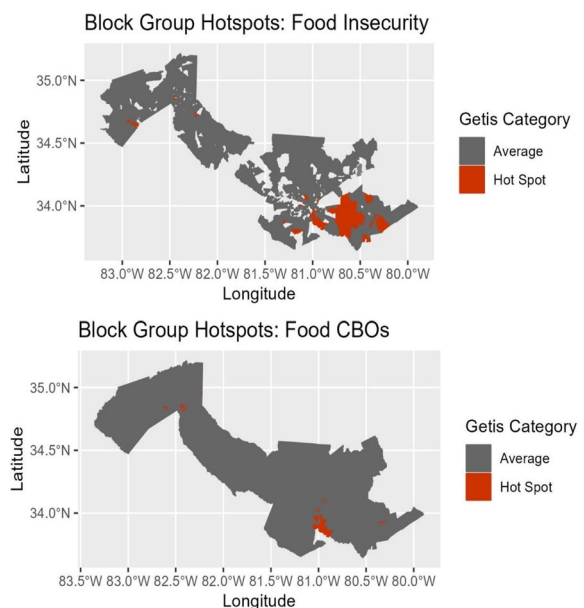 Block Group Hotspots: Food Insecurity
35.0°N
34.5°N
34.0°N
Latitude
83.0°W 82.5°W 82.0°W 81.5°W 81.0°W 80.5°W 80.0°W
Longitude
Getis Category
Average
Hot Spot
Block Group Hotspots: Food CBOs
35.0°N
34.5°N
34.0°N
Latitude
83.5°W 83.0°W 82.5°W 82.0°W 81.5°W 81.0°W 80.5°W 80.0°W
Longitude
Getis Category
Average
Hot Spot